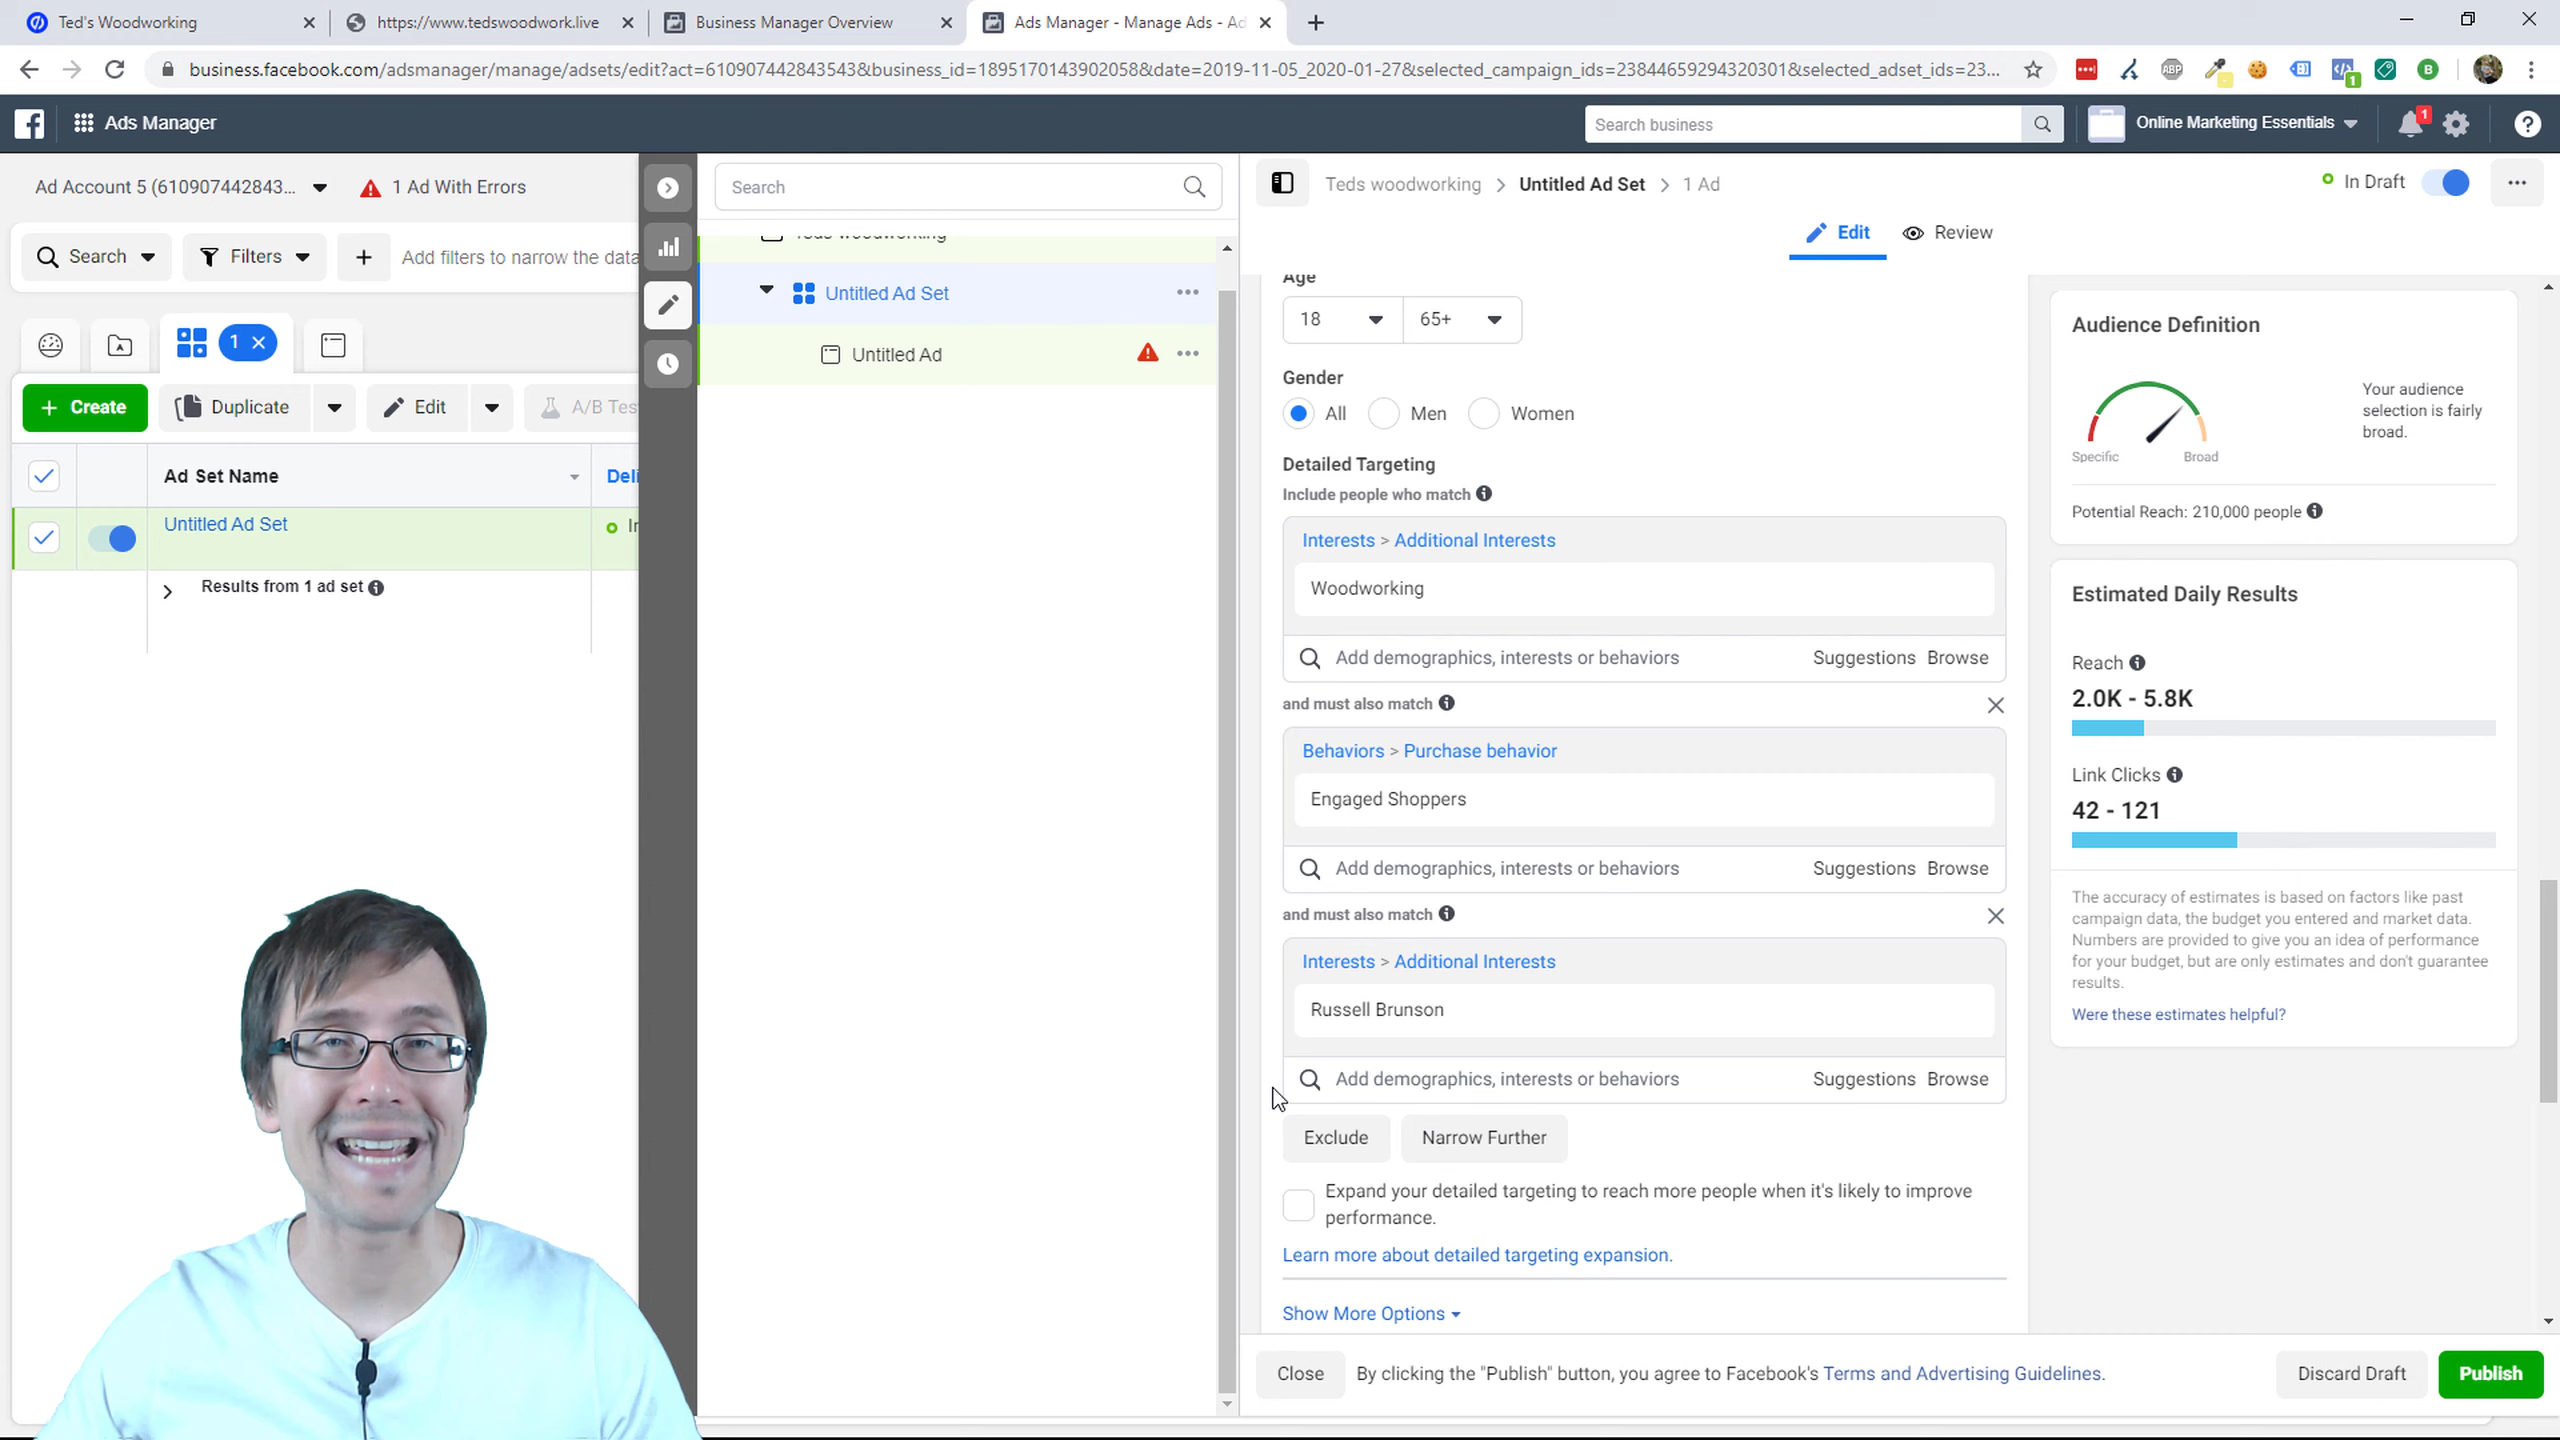 Ted's Woodworking
https://www.tedswoodwork.live
Business Manager Overview
Ads Manager - Manage Ads - Ad
business.facebook.com/adsmanager/manage/adsets/edit?act=610907442843543&business_id=1895170143902058&date=2019-11-05_2020-01-27&selected_campaign_ids=23844659294320301&selected_adset_ids=23...
ABP
1
B
Ads Manager
Search business
Online Marketing Essentials
1
Ad Account 5 (610907442843...
1 Ad With Errors
Search
Teds woodworking > Untitled Ad Set > 1 Ad
In Draft
Search
Filters
Add filters to narrow the data
Edit
Review
Teds woodworking
Untitled Ad Set
Untitled Ad
1
Create
Duplicate
Edit
A/B Tes
Ad Set Name
Deli
Untitled Ad Set
Results from 1 ad set
Age
18
65+
Gender
All
Men
Women
Detailed Targeting
Include people who match
Interests > Additional Interests
Woodworking
Add demographics, interests or behaviors
Suggestions Browse
and must also match
Behaviors > Purchase behavior
Engaged Shoppers
Add demographics, interests or behaviors
Suggestions Browse
and must also match
Interests > Additional Interests
Russell Brunson
Add demographics, interests or behaviors
Suggestions Browse
Exclude
Narrow Further
Expand your detailed targeting to reach more people when it's likely to improve
performance.
Learn more about detailed targeting expansion.
Show More Options
Close
By clicking the "Publish" button, you agree to Facebook's Terms and Advertising Guidelines.
Discard Draft
Publish
Audience Definition
Your audience
selection is fairly
broad.
Specific
Broad
Potential Reach: 210,000 people
Estimated Daily Results
Reach
2.0K - 5.8K
Link Clicks
42 - 121
The accuracy of estimates is based on factors like past
campaign data, the budget you entered and market data.
Numbers are provided to give you an idea of performance
for your budget, but are only estimates and don't guarantee
results.
Were these estimates helpful?